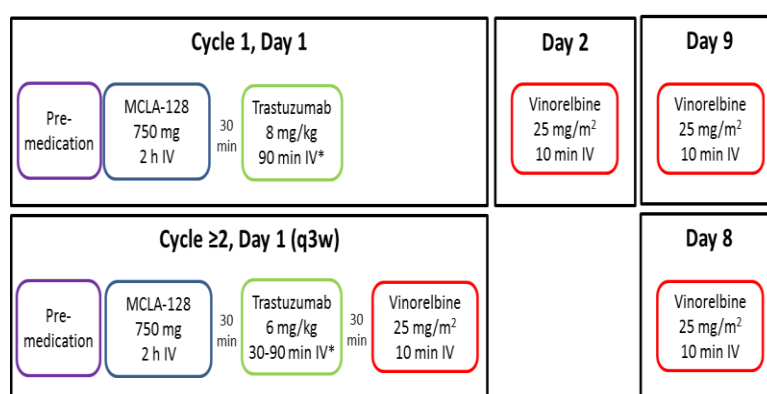 Cycle 1, Day 1
Pre-
medication
MCLA-128
750 mg
2 h IV
30
min
Trastuzumab
8 mg/kg
90 min IV*
Day 2
Vinorelbine
25 mg/m²
10 min IV
Day 9
Vinorelbine
25 mg/m²
10 min IV
Cycle ≥2, Day 1 (q3w)
Pre-
medication
MCLA-128
750 mg
2 h IV
30
min
Trastuzumab
6 mg/kg
30-90 min IV*
30
min
Vinorelbine
25 mg/m²
10 min IV
Day 8
Vinorelbine
25 mg/m²
10 min IV